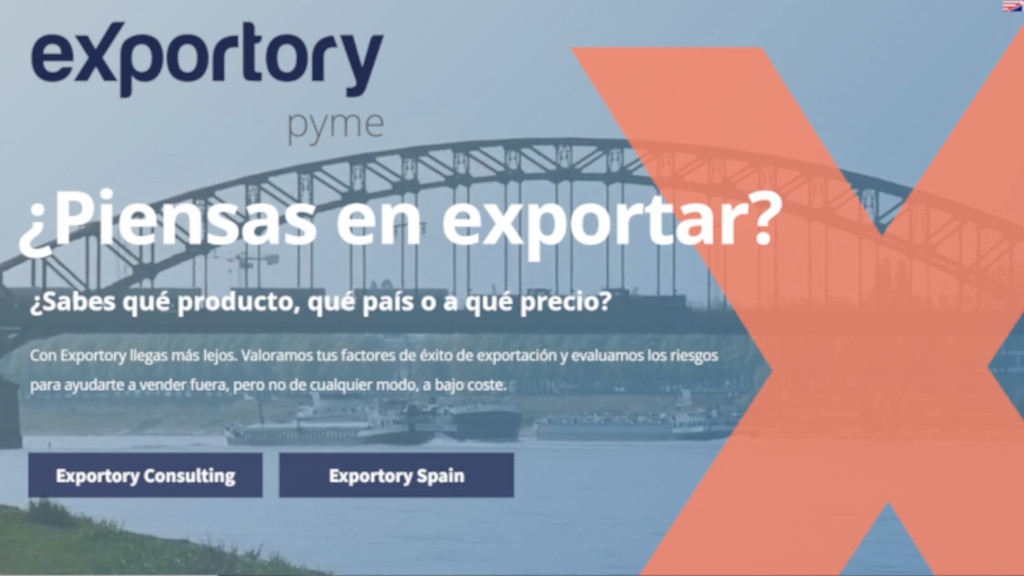 exportory
pyme
¿Piensas en exportar?
¿Sabes qué producto, qué país o a qué precio?
Con Exportory llegas más lejos. Valoramos tus factores de éxito de exportación y evaluamos los riesgos
para ayudarte a vender fuera, pero no de cualquier modo, a bajo coste.
Exportory Consulting
Exportory Spain